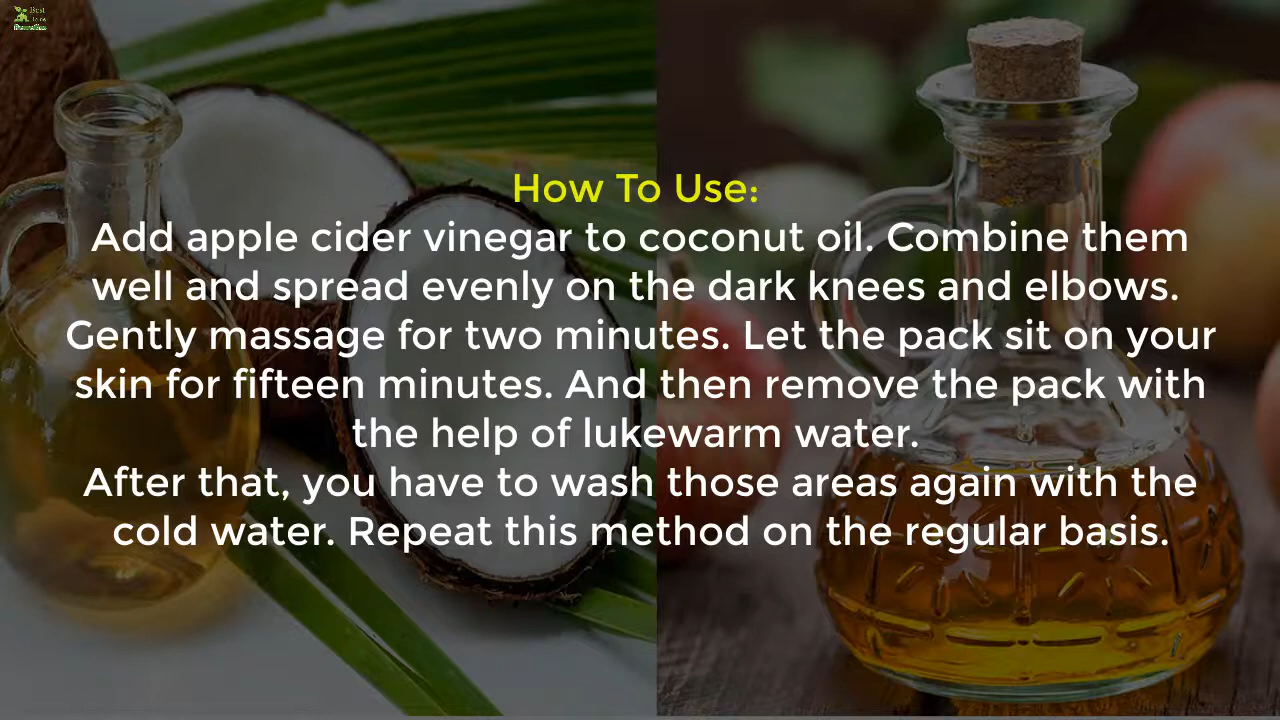 Best
How To Use:
Add apple cider vinegar to coconut oil. Combine them
well and spread evenly on the dark knees and elbows.
Gently massage for two minutes. Let the pack sit on your
skin for fifteen minutes. And then remove the pack with
the help of lukewarm water.
After that, you have to wash those areas again with the
cold water. Repeat this method on the regular basis.